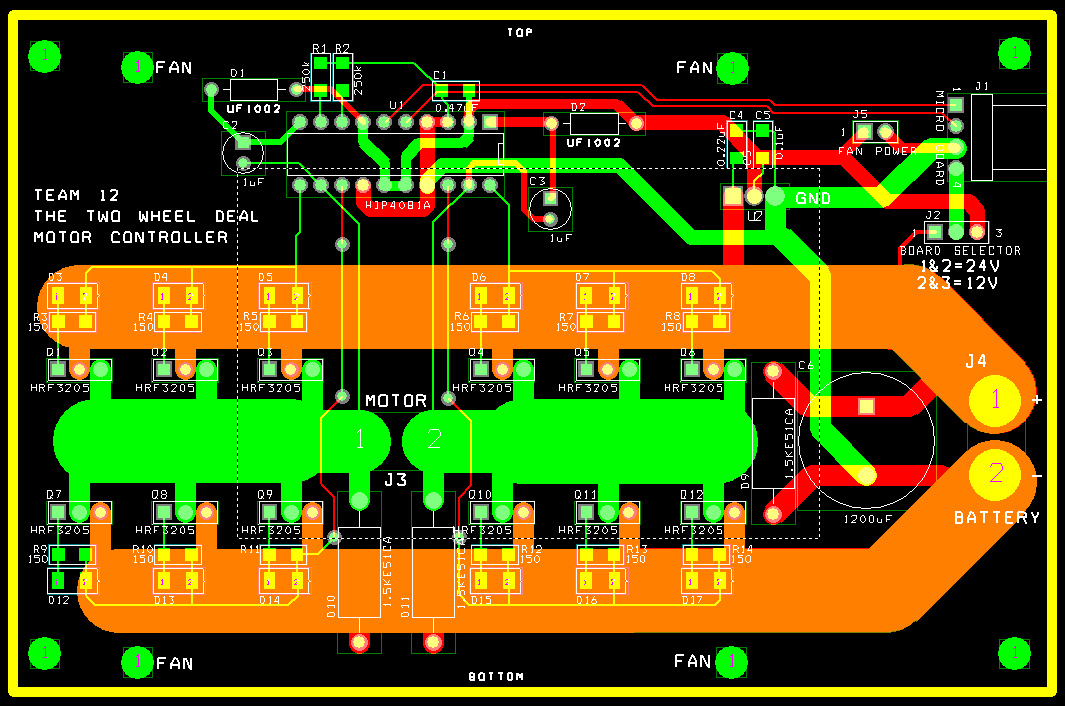 TOP
FAN
FAN
R1 R2
D1
250k
250k
C1
0.47uF
J1
UF1002
U1
D2
UF1002
C4 C5
0.22uF
0.1uF
J5
1
FAN POWER
MICRO
BOARD
1
4
C2
1uF
HIP4081A
C3
1uF
U2
GND
TEAM 12
THE TWO WHEEL DEAL
MOTOR CONTROLLER
J2
1 3
BOARD SELECTOR
1&2=24V
2&3=12V
D3 D4 D5 D6 D7 D8
R3 R4 R5 R6 R7 R8
150 150 150 150 150 150
Q1 Q2 Q3 Q4 Q5 Q6
HRF3205 HRF3205 HRF3205 HRF3205 HRF3205 HRF3205
C6
J4
1 +
MOTOR
1 2
J3
1.5KE51CA
D9
2 -
BATTERY
1200uF
Q7 Q8 Q9 Q10 Q11 Q12
HRF3205 HRF3205 HRF3205 HRF3205 HRF3205 HRF3205
R9 R10 R11 R12 R13 R14
150 150 150 150 150
D12 D13 D14 D15 D16 D17
D10
1.5KE51CA
D11
1.5KE51CA
FAN
FAN
BOTTOM